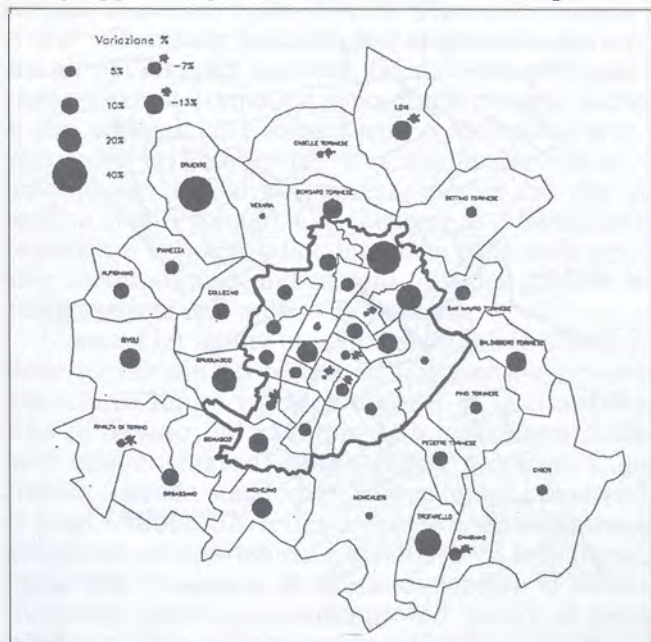 Variazione %
5%
-7%
10%
-13%
20%
40%
LEINI
CASELLE TORINESE
DRUENTO
VENARIA
BORGARO TORINESE
SETTIMO TORINESE
PIANEZZA
ALPIGNANO
COLLEGNO
SAN MAURO TORINESE
RIVOLI
BALDISSERO TORINESE
GRUGLIASCO
PINO TORINESE
RIVALTA DI TORINO
BEINASCO
PECETTO TORINESE
ORBASSANO
CHIERI
NICHELINO
MONCALIERI
TROFARELLO
CAMBIANO